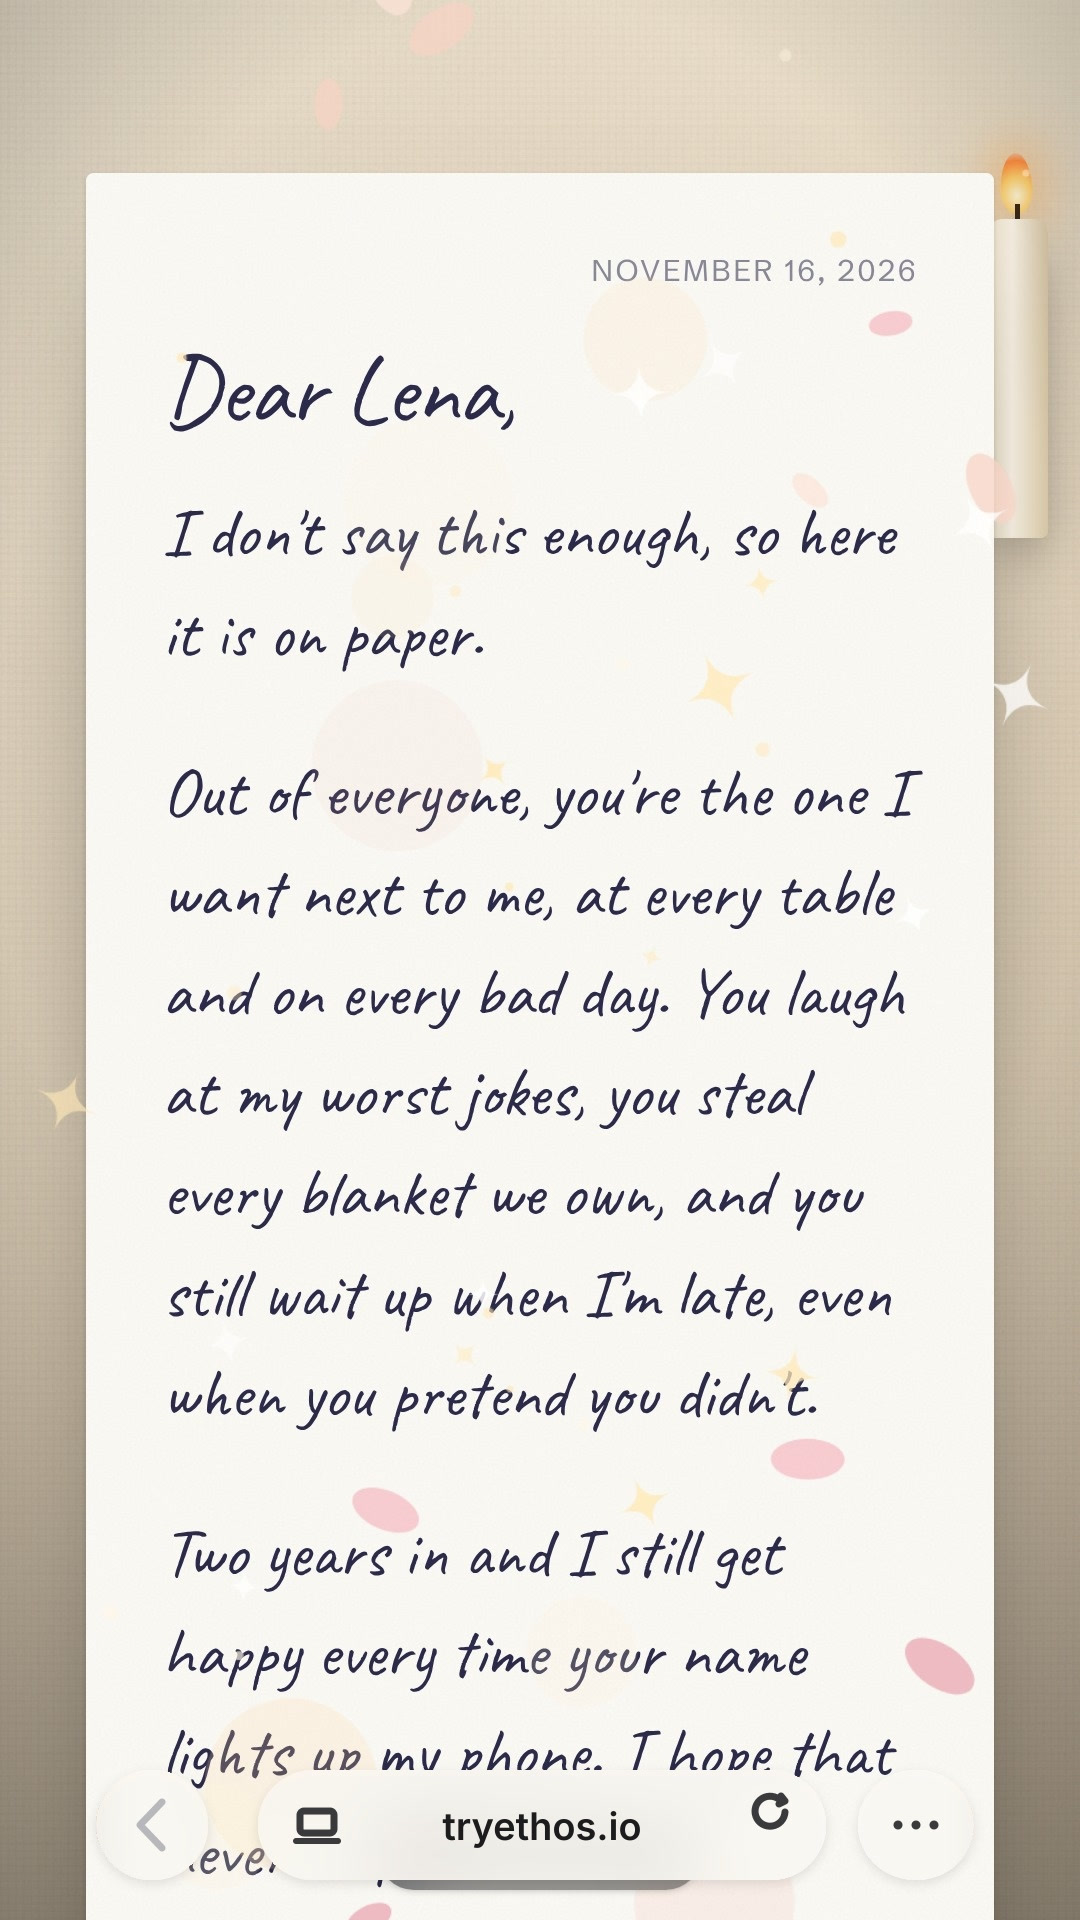 NOVEMBER 16, 2026
Dear Lena,
I don't say this enough, so here
it is on paper.
Out of everyone, you're the one I
want next to me, at every table
and on every bad day. You laugh
at my worst jokes, you steal
every blanket we own, and you
still wait up when I'm late, even
when you pretend you didn't.
Two years in and I still get
happy every time your name
lights up my phone. I hope that
tryethos.io